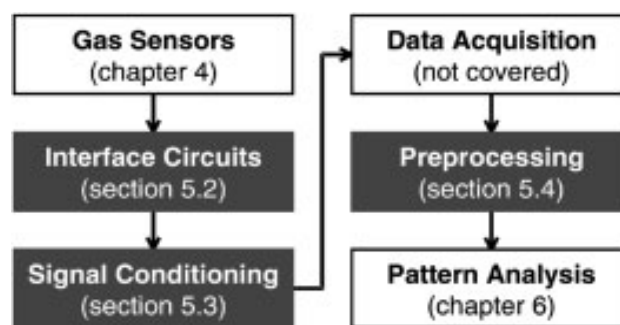 Gas Sensors
(chapter 4)
Interface Circuits
(section 5.2)
Signal Conditioning
(section 5.3)
Data Acquisition
(not covered)
Preprocessing
(section 5.4)
Pattern Analysis
(chapter 6)